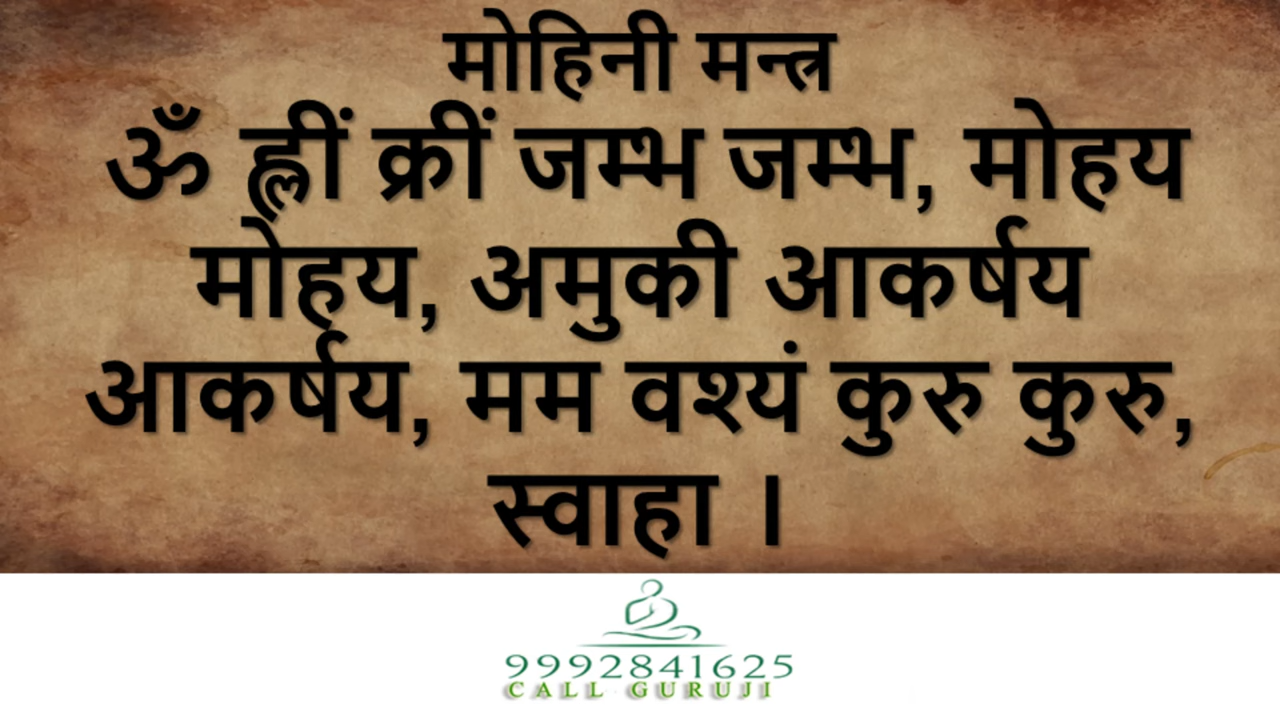 मोहिनी मन्त्र
ॐ ह्लीं क्रीं जम्भ जम्भ, मोहय
मोहय, अमुकी आकर्षय
आकर्षय, मम वश्यं कुरु कुरु,
स्वाहा ।
9992841625
CALL GURUJI